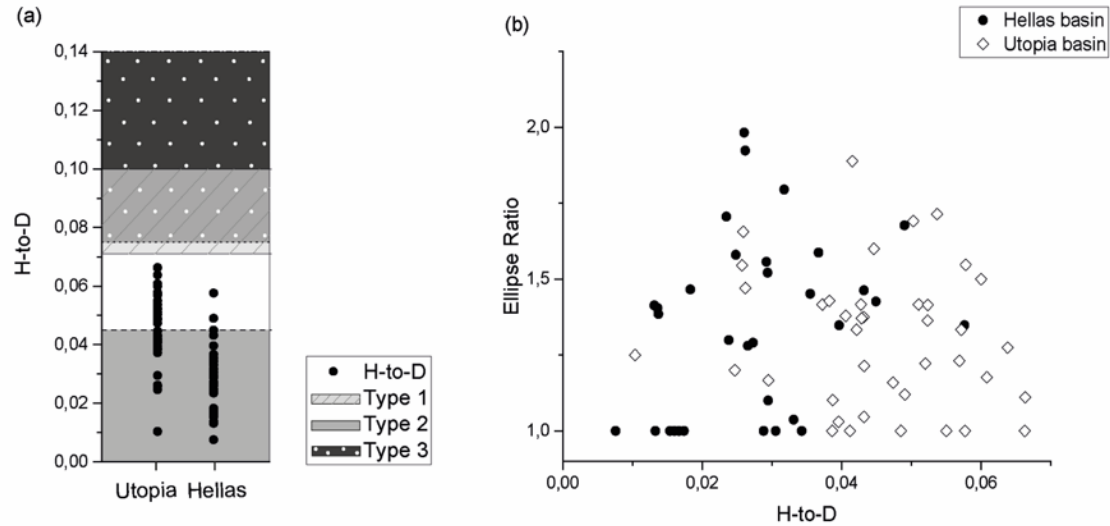 (a)
0,14
0,12
0,10
0,08
0,06
0,04
0,02
0,00
H-to-D
Utopia Hellas
H-to-D
Type 1
Type 2
Type 3
(b)
Hellas basin
Utopia basin
2,0
1,5
1,0
Ellipse Ratio
0,00 0,02 0,04 0,06
H-to-D